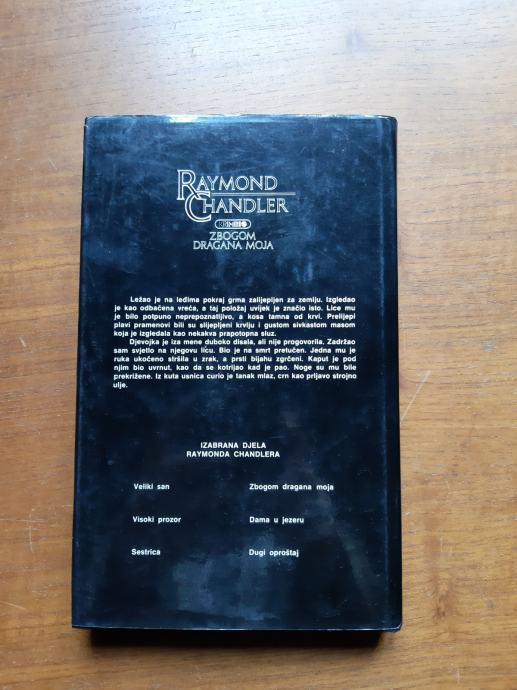 RAYMOND
CHANDLER
ZBOGOM
DRAGANA MOJA
Ležao je na leđima pokraj grma zalijepljen za zemlju. Izgledao
je kao odbačena vreća, a taj položaj uvijek je značio isto. Lice mu
je bilo potpuno neprepoznatljivo, a kosa tamna od krvi. Prelijepi
plavi pramenovi bili su slijepljeni krvlju i gustom sivkastom masom
koja je izgledala kao nekakva prapotopna sluz.
Djevojka je iza mene duboko disala, ali nije progovorila. Zadržao
sam svjetlo na njegovu licu. Bio je na smrt pretučen. Jedna mu je
ruka ukočeno stršila u zrak, a prsti bijahu zgrčeni. Kaput je pod
njim bio uvrnut, kao da se kotrljao kad je pao. Noge su mu bile
prekrižene. Iz kuta usnica curio je tanak mlaz, crn kao prljavo strojno
ulje.
IZABRANA DJELA
RAYMONDA CHANDLERA
Veliki san
Zbogom dragana moja
Visoki prozor
Dama u jezeru
Sestrica
Dugi oproštaj